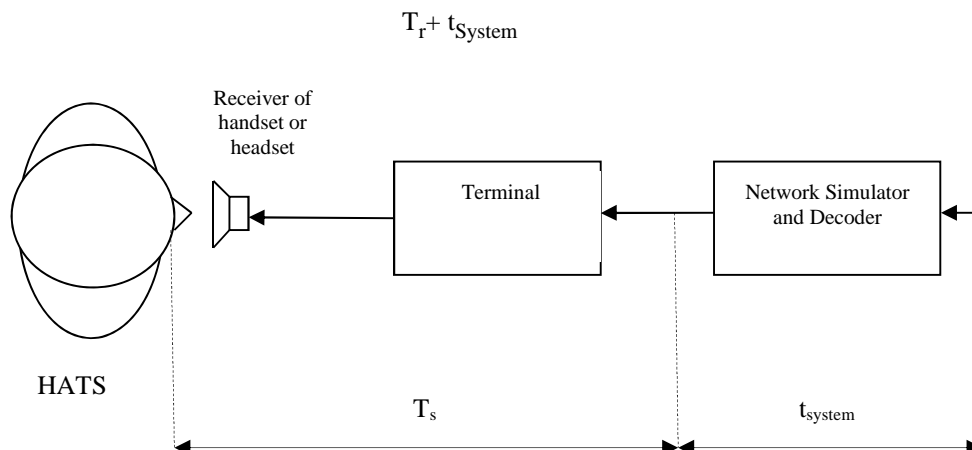 Tr+ tSystem
Receiver of
handset or
headset
Terminal
Network Simulator
and Decoder
HATS
Ts
tsystem